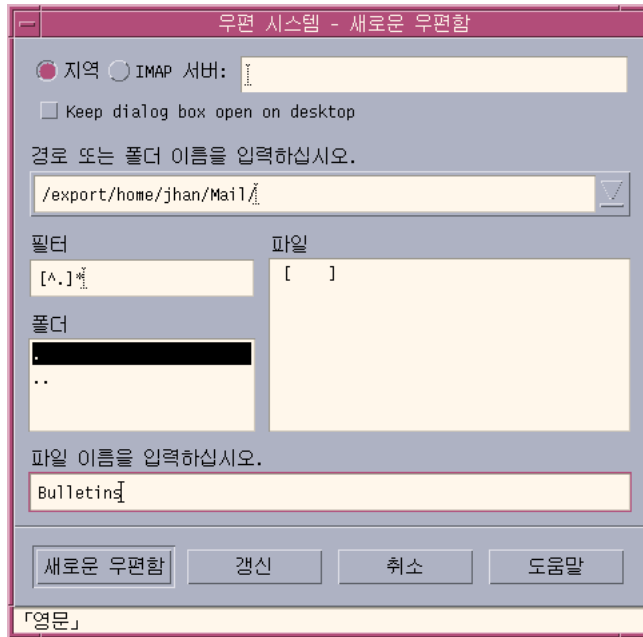 우편 시스템 - 새로운 우편함
지역 IMAP 서버:
Keep dialog box open on desktop
경로 또는 폴더 이름을 입력하십시오.
/export/home/jhan/Mail/
필터
[^.]*
파일
[ ]
폴더
.
..
파일 이름을 입력하십시오.
Bulletins
새로운 우편함 갱신 취소 도움말
「영문」